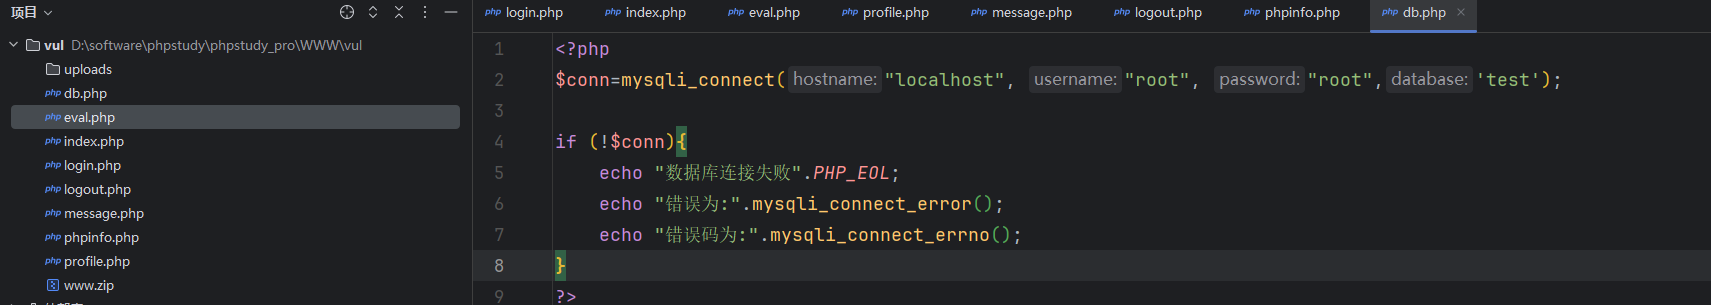 项目
vul D:\software\phpstudy\phpstudy_pro\WWW\vul
uploads
php db.php
php eval.php
php index.php
php login.php
php logout.php
php message.php
php phpinfo.php
php profile.php
www.zip
php login.php php index.php php eval.php php profile.php php message.php php logout.php php phpinfo.php php db.php ×
1 <?php
2 $conn=mysqli_connect( hostname: "localhost", username: "root", password: "root", database: 'test');
3
4 if (!$conn){
5 echo "数据库连接失败".PHP_EOL;
6 echo "错误为:".mysqli_connect_error();
7 echo "错误码为:".mysqli_connect_errno();
8 }
9 ?>